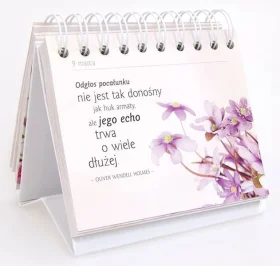 9 marca
Odgłos pocałunku
nie jest tak donośny
jak huk armaty,
ale jego echo
trwa
o wiele
dłużej.
- OLIVER WENDELL HOLMES -